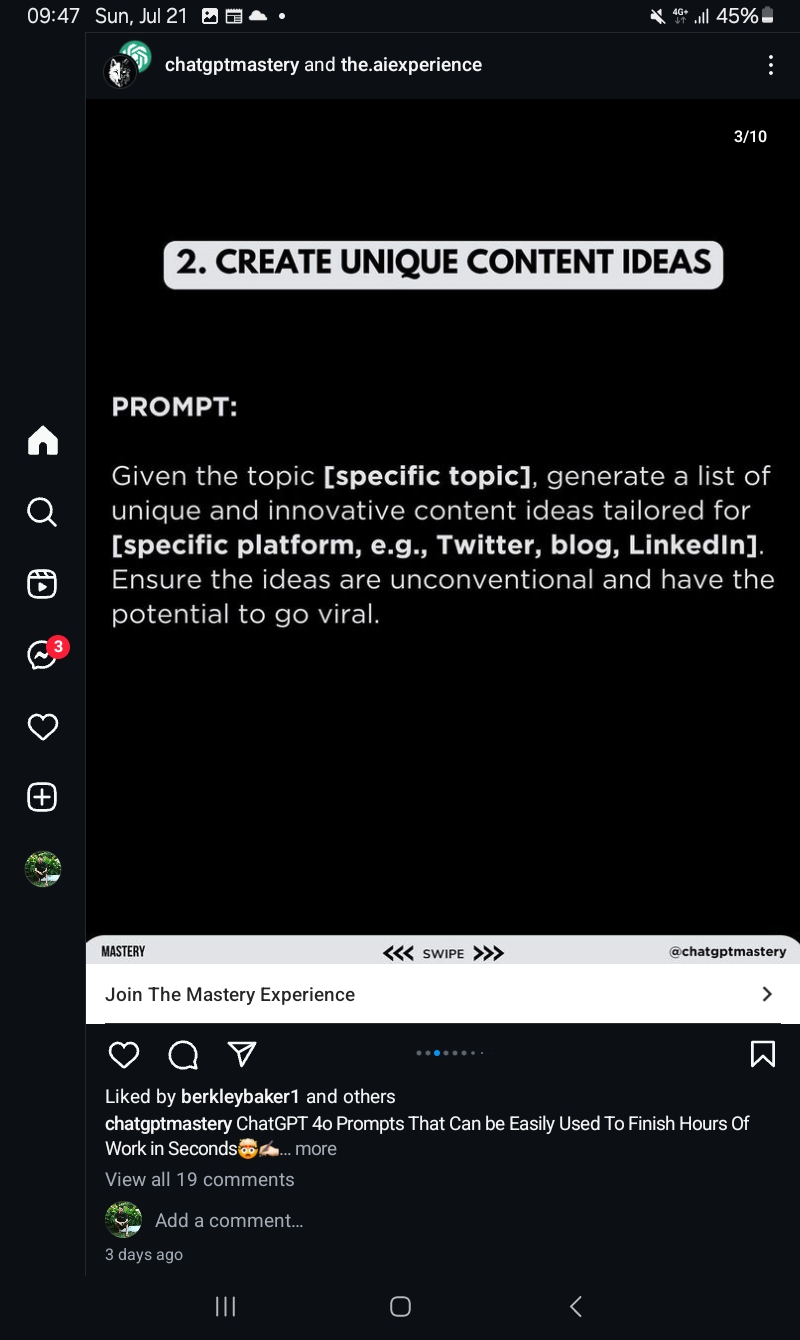 09:47 Sun, Jul 21
4G+ 45%
chatgptmastery and the.aiexperience
3/10
2. CREATE UNIQUE CONTENT IDEAS
PROMPT:
Given the topic [specific topic], generate a list of
unique and innovative content ideas tailored for
[specific platform, e.g., Twitter, blog, LinkedIn].
Ensure the ideas are unconventional and have the
potential to go viral.
3
MASTERY
<<< SWIPE >>>
@chatgptmastery
Join The Mastery Experience
Liked by berkleybaker1 and others
chatgptmastery ChatGPT 4o Prompts That Can be Easily Used To Finish Hours Of
Work in Seconds🤯✍🏻... more
View all 19 comments
Add a comment...
3 days ago